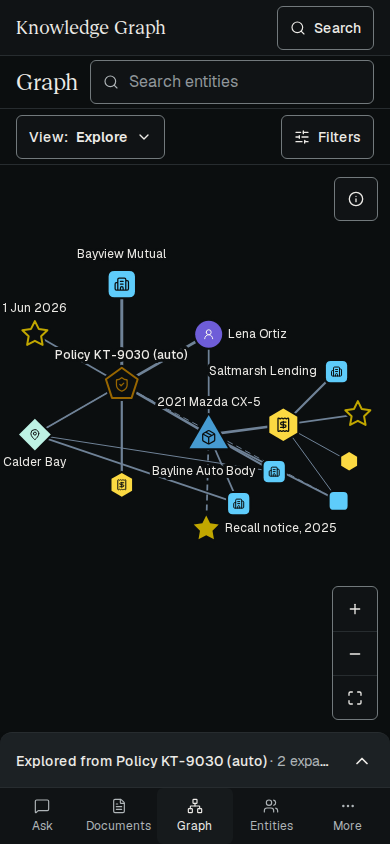 Knowledge Graph
Search
Graph
Search entities
View: Explore
Filters
Bayview Mutual
1 Jun 2026
Lena Ortiz
Policy KT-9030 (auto)
Saltmarsh Lending
2021 Mazda CX-5
Calder Bay
Bayline Auto Body
Recall notice, 2025
Explored from Policy KT-9030 (auto) · 2 expa...
Ask
Documents
Graph
Entities
More